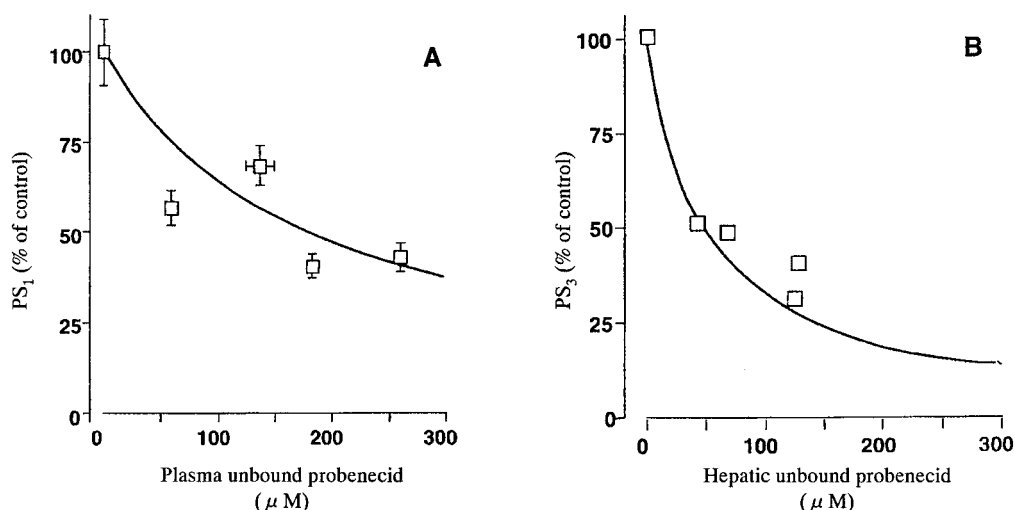 A
PS1 (% of control)
100
75
50
25
0
0 100 200 300
Plasma unbound probenecid
( μ M)
B
PS3 (% of control)
100
75
50
25
0
0 100 200 300
Hepatic unbound probenecid
( μ M)